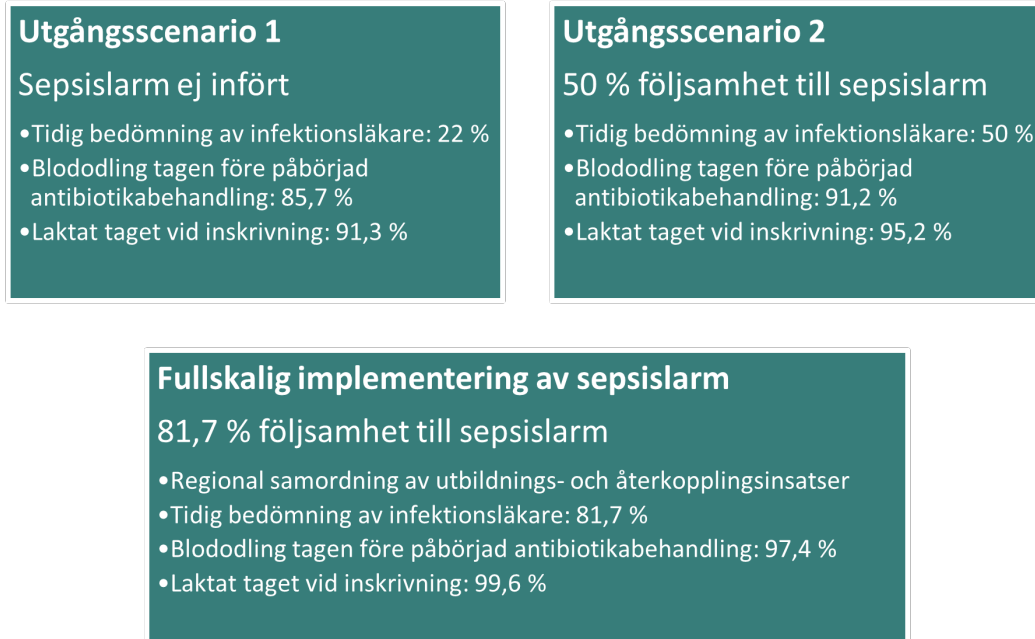 Utgångsscenario 1
Sepsislarm ej infört
•Tidig bedömning av infektionsläkare: 22 %
•Blododling tagen före påbörjad
antibiotikabehandling: 85,7 %
•Laktat taget vid inskrivning: 91,3 %
Utgångsscenario 2
50 % följsamhet till sepsislarm
•Tidig bedömning av infektionsläkare: 50 %
•Blododling tagen före påbörjad
antibiotikabehandling: 91,2 %
•Laktat taget vid inskrivning: 95,2 %
Fullskalig implementering av sepsislarm
81,7 % följsamhet till sepsislarm
•Regional samordning av utbildnings- och återkopplingsinsatser
•Tidig bedömning av infektionsläkare: 81,7 %
•Blododling tagen före påbörjad antibiotikabehandling: 97,4 %
•Laktat taget vid inskrivning: 99,6 %